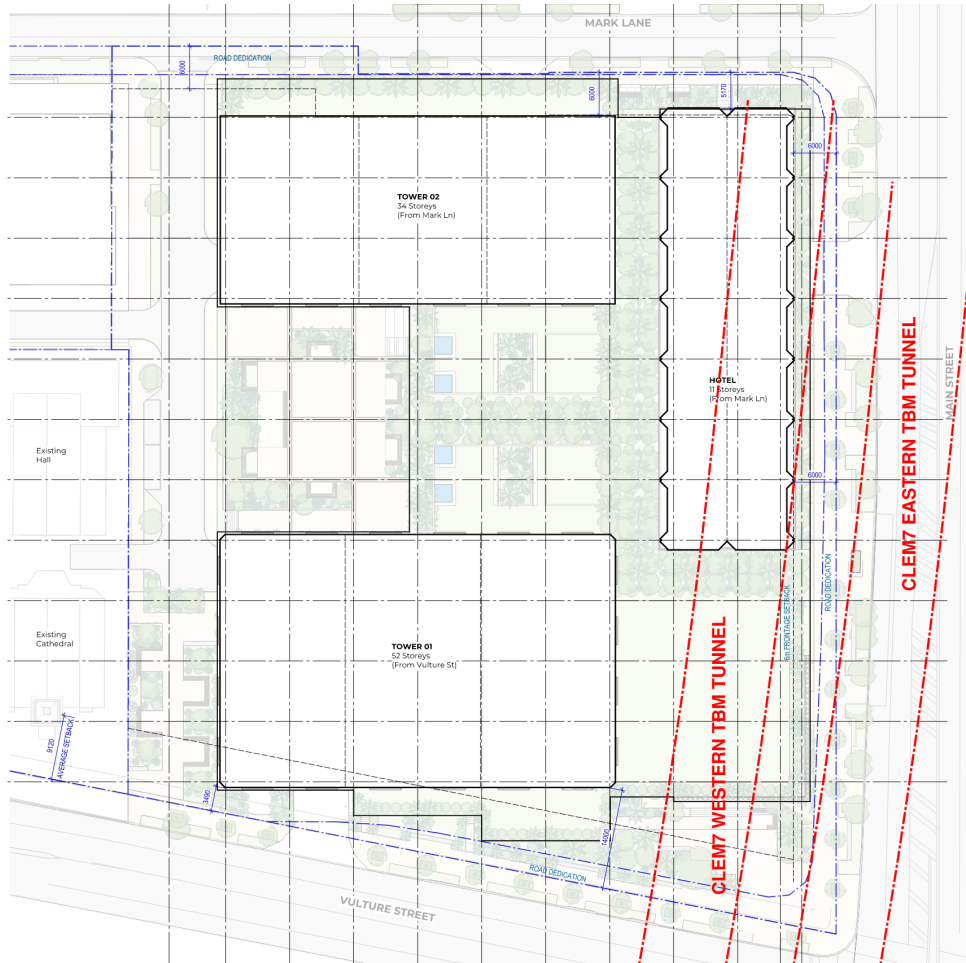 MARK LANE
ROAD DEDICATION
6000
6000
5170
6000
TOWER 02
34 Storeys
(From Mark Ln)
CLEM7 EASTERN TBM TUNNEL
MAIN STREET
HOTEL
11 Storeys
(From Mark Ln)
Existing
Hall
6000
ROAD DEDICATION
6m FRONTAGE SETBACK
Existing
Cathedral
TOWER 01
52 Storeys
(From Vulture St)
CLEM7 WESTERN TBM TUNNEL
9120
AVERAGE SETBACK
3490
14000
ROAD DEDICATION
VULTURE STREET